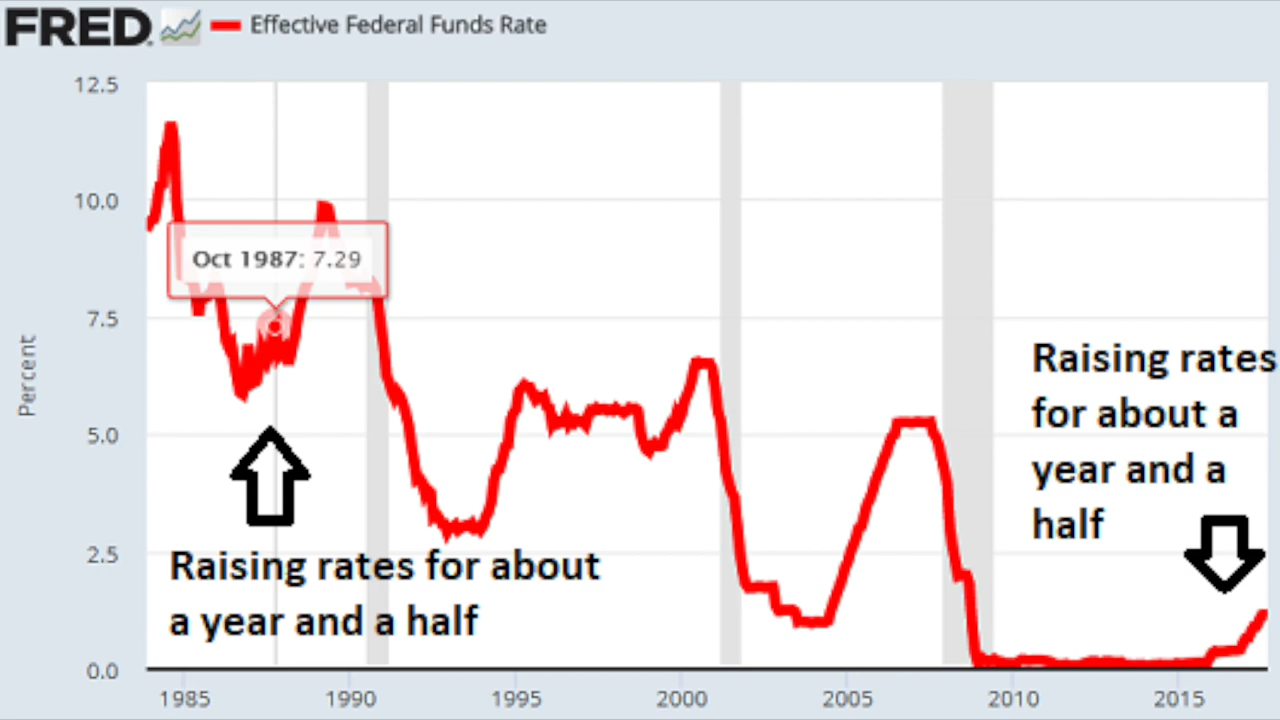 FRED Effective Federal Funds Rate
12.5
10.0
7.5
5.0
2.5
0.0
Percent
Oct 1987: 7.29
Raising rates for about
a year and a half
Raising rates
for about a
year and a
half
1985 1990 1995 2000 2005 2010 2015